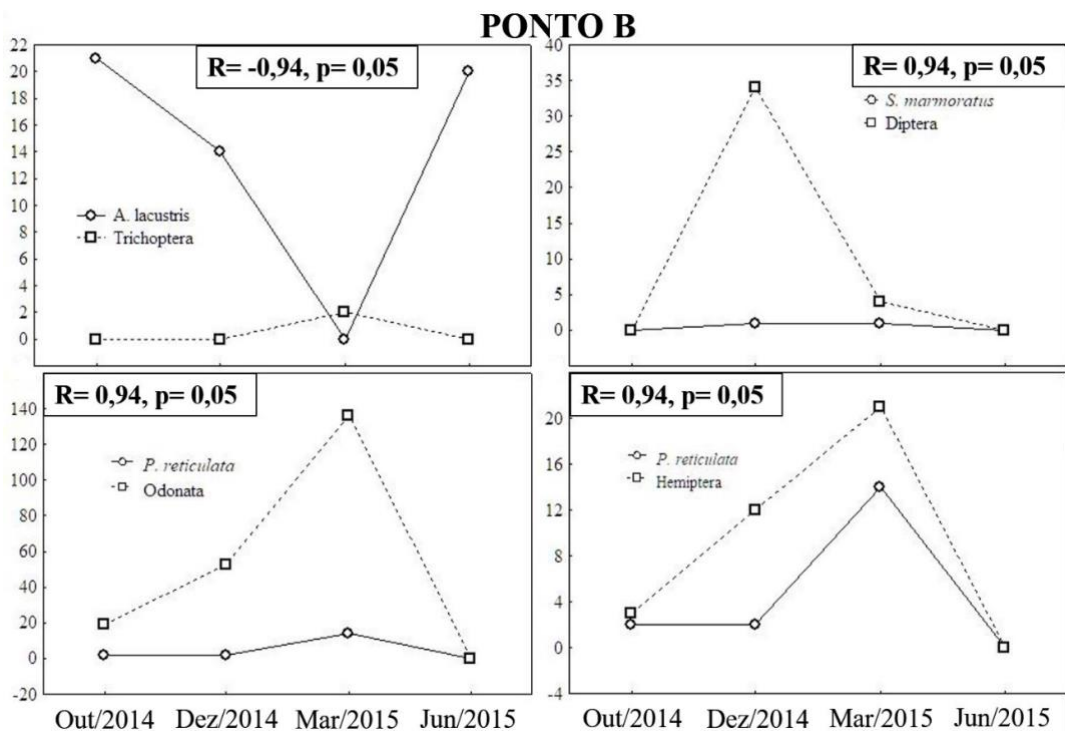 PONTO B
R= -0,94, p= 0,05
22
20
18
16
14
12
10
8
6
4
2
0
A. lacustris
Trichoptera
R= 0,94, p= 0,05
40
35
30
25
20
15
10
5
0
S. marmoratus
Diptera
R= 0,94, p= 0,05
140
120
100
80
60
40
20
0
-20
P. reticulata
Odonata
Out/2014 Dez/2014 Mar/2015 Jun/2015
R= 0,94, p= 0,05
20
16
12
8
4
0
-4
P. reticulata
Hemiptera
Out/2014 Dez/2014 Mar/2015 Jun/2015